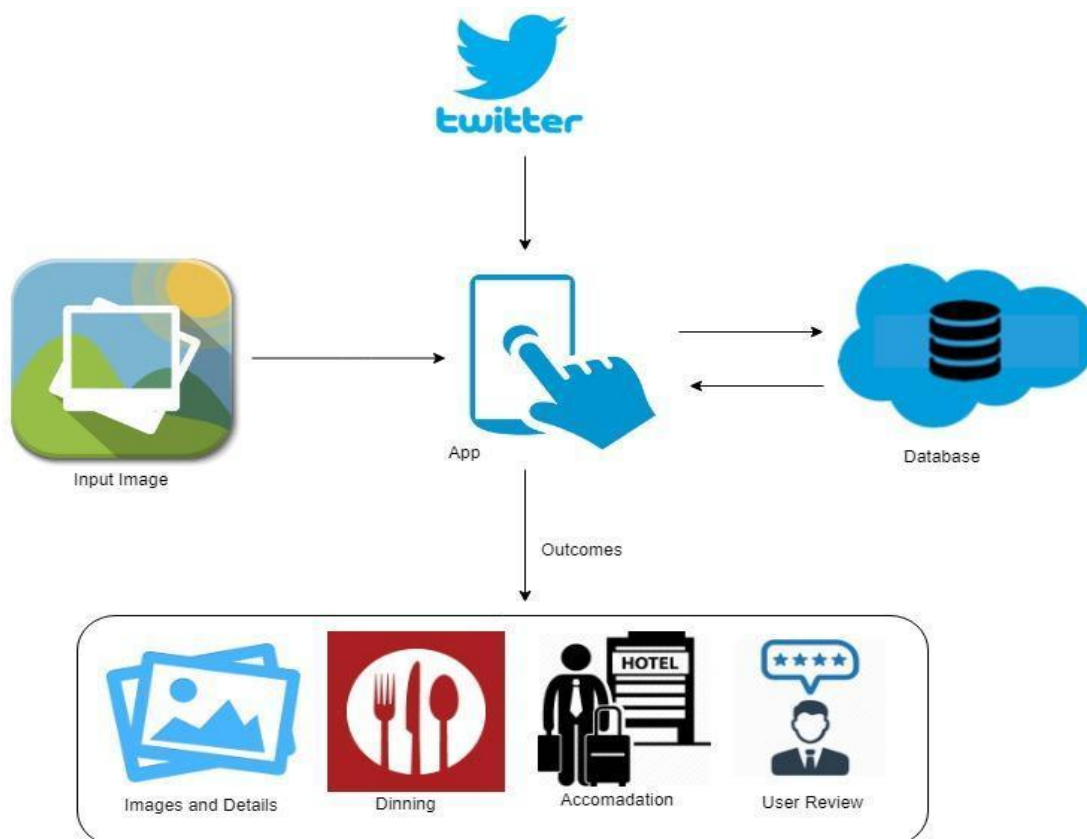 twitter
Input Image
App
Database
Outcomes
HOTEL
Images and Details
Dinning
Accomadation
User Review